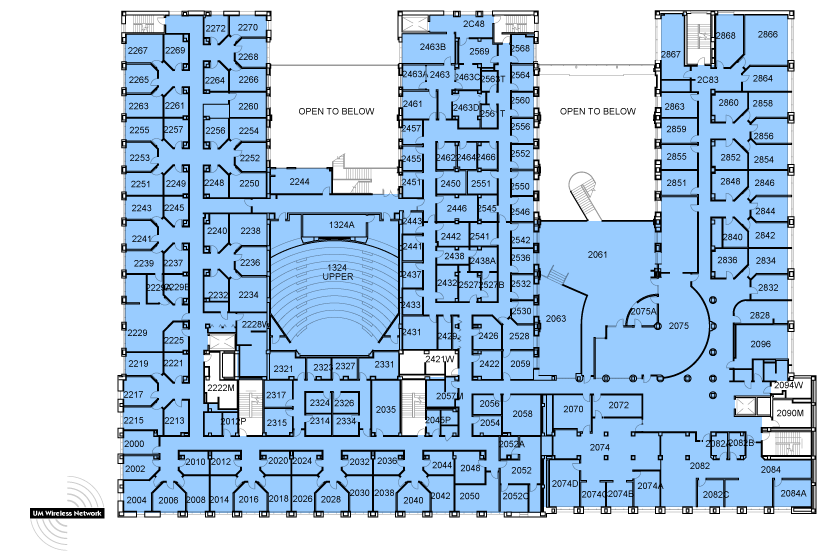 2272 2270 2C48 2868 2866
2267 2269 2463B 2569 2568 2867
2268
2265 2264 2266 2463A 2463 2463C 2563T 2564 2C83 2864
2263 2261 2260 2461 2463D 2561T 2560 2863 2860 2858
OPEN TO BELOW OPEN TO BELOW
2255 2257 2256 2254 2457 2556 2859 2856
2253 2252 2455 2462 2464 2466 2552 2855 2852 2854
2251 2249 2248 2250 2244 2451 2450 2551 2550 2851 2848 2846
2243 2245 2446 2545 2546 2844
2241 2240 2238 1324A 2443 2442 2541 2542 2840 2842
2441 2438 2438A 2536 2061
2239 2237 2236 1324
UPPER 2437 2836 2834
2229A 2229B 2232 2234 2433 2432 2527 2527B 2532 2832
2228W 2530 2063 2075A 2075 2828
2229 2225 2431 2429 2426 2528 2096
2219 2221 2321 2323 2327 2331 2421W 2422 2059
2222M 2094W
2217 2317 2324 2326 2035 2057M 2056 2058 2070 2072 2090M
2215 2213 2012P 2315 2314 2334 2045P 2054
2000 2052A 2074 2082A 2082B
2002 2010 2012 2020 2024 2032 2036 2044 2048 2052 2082 2084
2004 2006 2008 2014 2016 2018 2026 2028 2030 2038 2040 2042 2050 2052C 2074D 2074C 2074B 2074A 2082C 2084A
UM Wireless Network